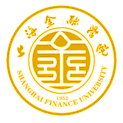 上海金融学院
1952
SHANGHAI FINANCE UNIVERSITY